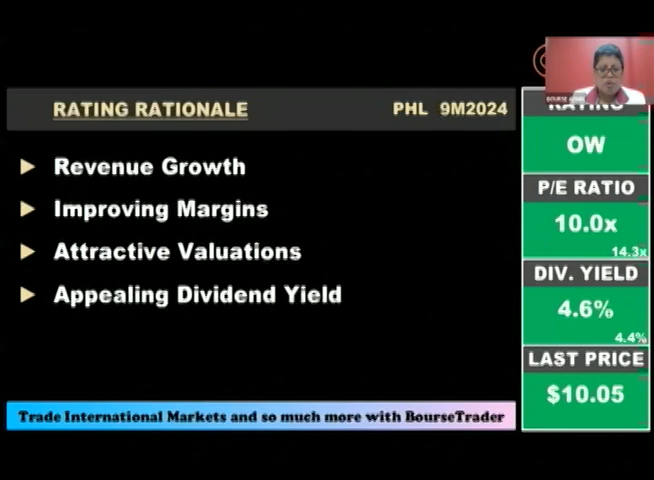 RATING RATIONALE
PHL 9M2024
Revenue Growth
Improving Margins
Attractive Valuations
Appealing Dividend Yield
Trade International Markets and so much more with BourseTrader
RATING
OW
P/E RATIO
10.0x
14.3x
DIV. YIELD
4.6%
4.4%
LAST PRICE
$10.05